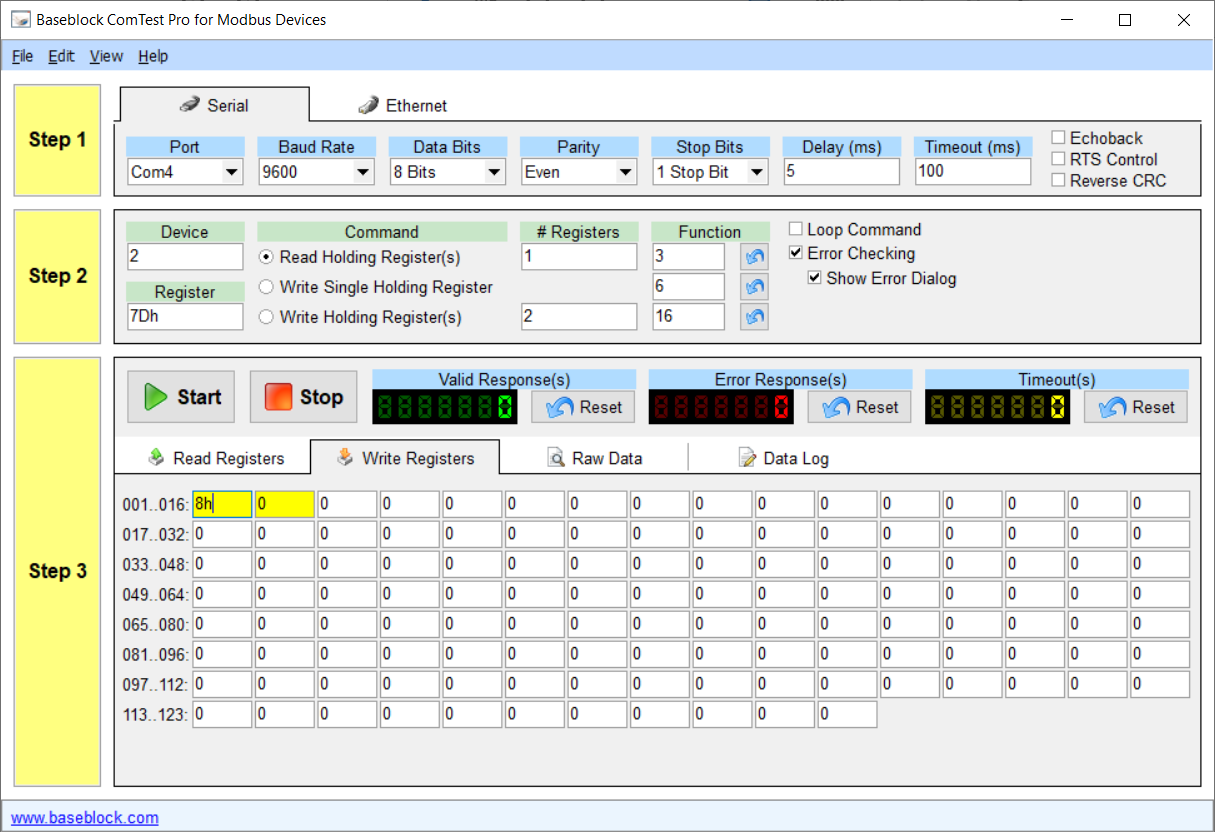 Baseblock ComTest Pro for Modbus Devices
File Edit View Help
Step 1
Serial Ethernet
Port Baud Rate Data Bits Parity Stop Bits Delay (ms) Timeout (ms)
Com4 9600 8 Bits Even 1 Stop Bit 5 100
Echoback
RTS Control
Reverse CRC
Step 2
Device Command # Registers Function
2 Read Holding Register(s) 1 3
Register Write Single Holding Register 6
7Dh Write Holding Register(s) 2 16
Loop Command
Error Checking
Show Error Dialog
Step 3
Start Stop
Valid Response(s) Error Response(s) Timeout(s)
0 Reset 0 Reset 0 Reset
Read Registers Write Registers Raw Data Data Log
001..016: 8h 0 0 0 0 0 0 0 0 0 0 0 0 0 0 0
017..032: 0 0 0 0 0 0 0 0 0 0 0 0 0 0 0 0
033..048: 0 0 0 0 0 0 0 0 0 0 0 0 0 0 0 0
049..064: 0 0 0 0 0 0 0 0 0 0 0 0 0 0 0 0
065..080: 0 0 0 0 0 0 0 0 0 0 0 0 0 0 0 0
081..096: 0 0 0 0 0 0 0 0 0 0 0 0 0 0 0 0
097..112: 0 0 0 0 0 0 0 0 0 0 0 0 0 0 0 0
113..123: 0 0 0 0 0 0 0 0 0 0 0
www.baseblock.com